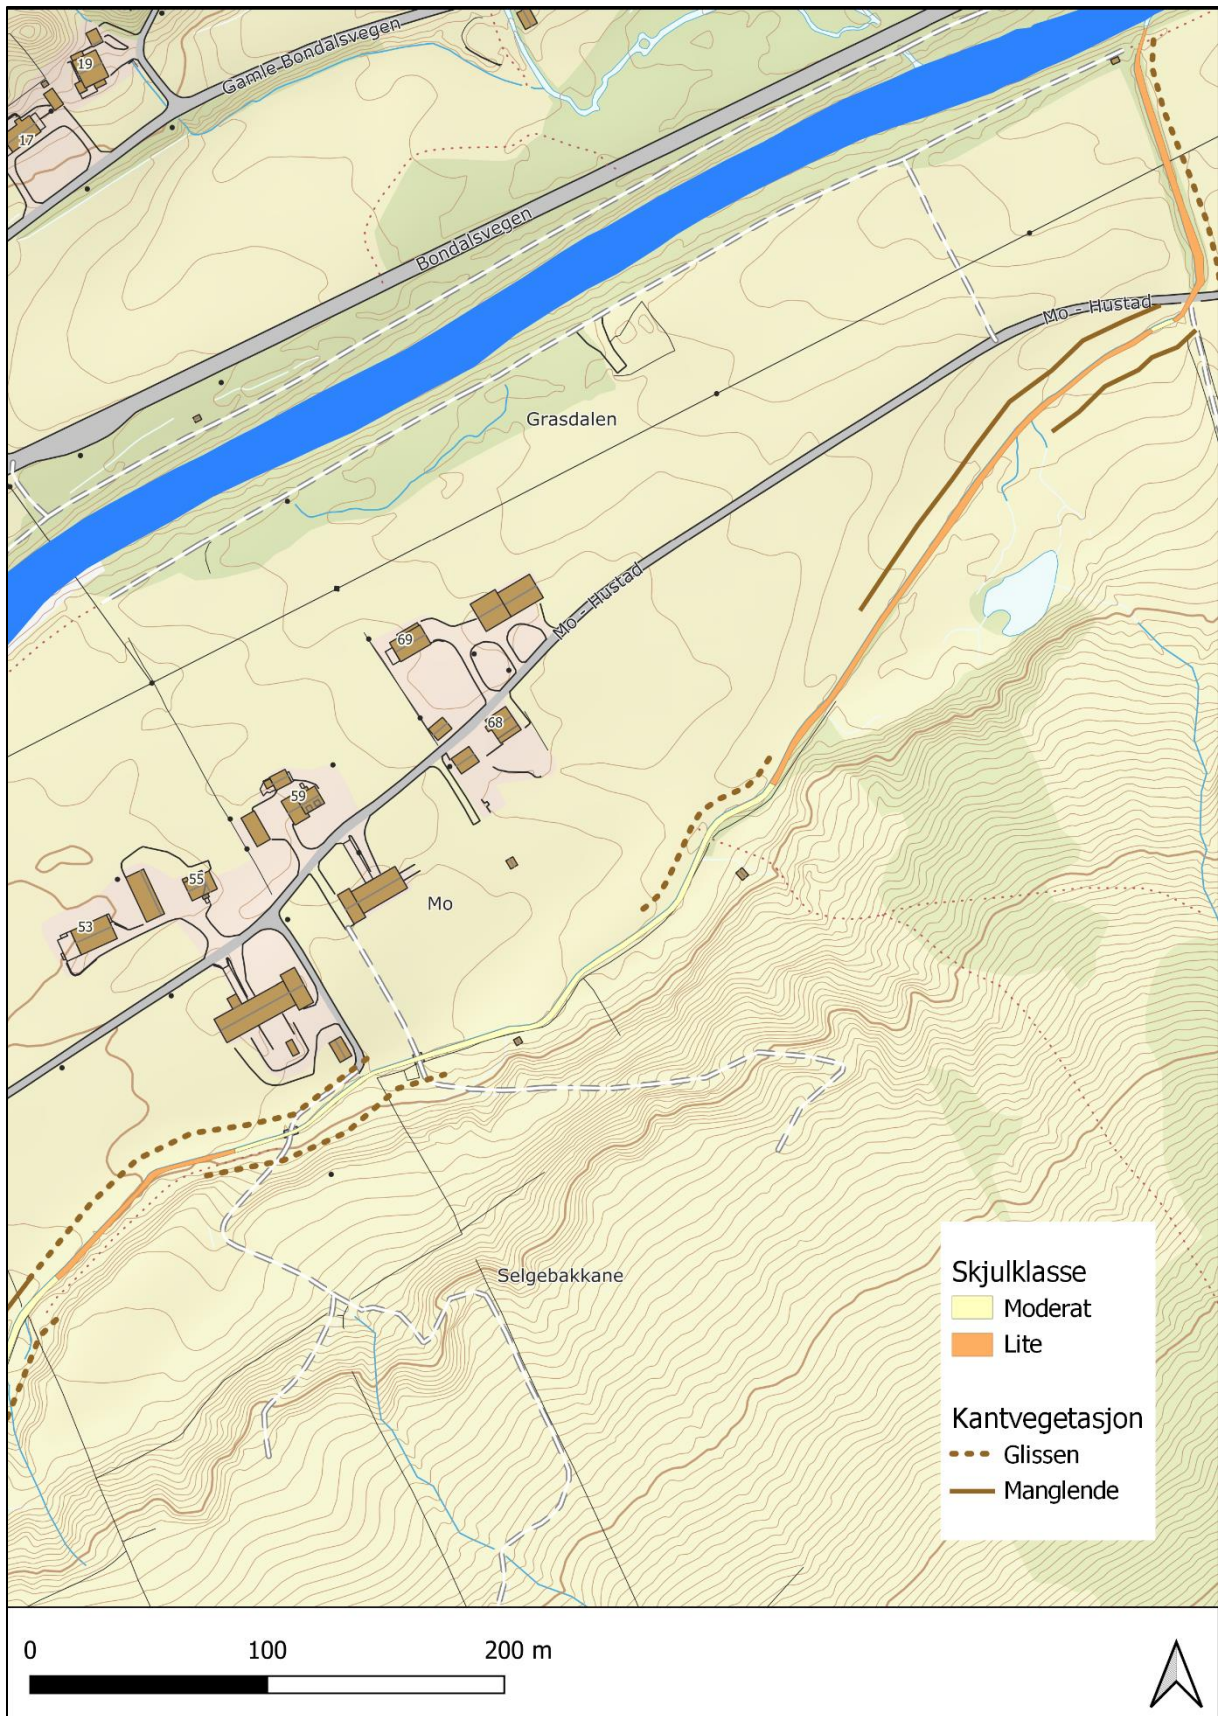 19
Gamle Bondalsvegen
17
Bondalsvegen
Mo - Hustad
Grasdalen
Mo - Hustad
69
68
59
55
Mo
53
Selgebakkane
Skjulklasse
Moderat
Lite
Kantvegetasjon
Glissen
Manglende
0 100 200 m